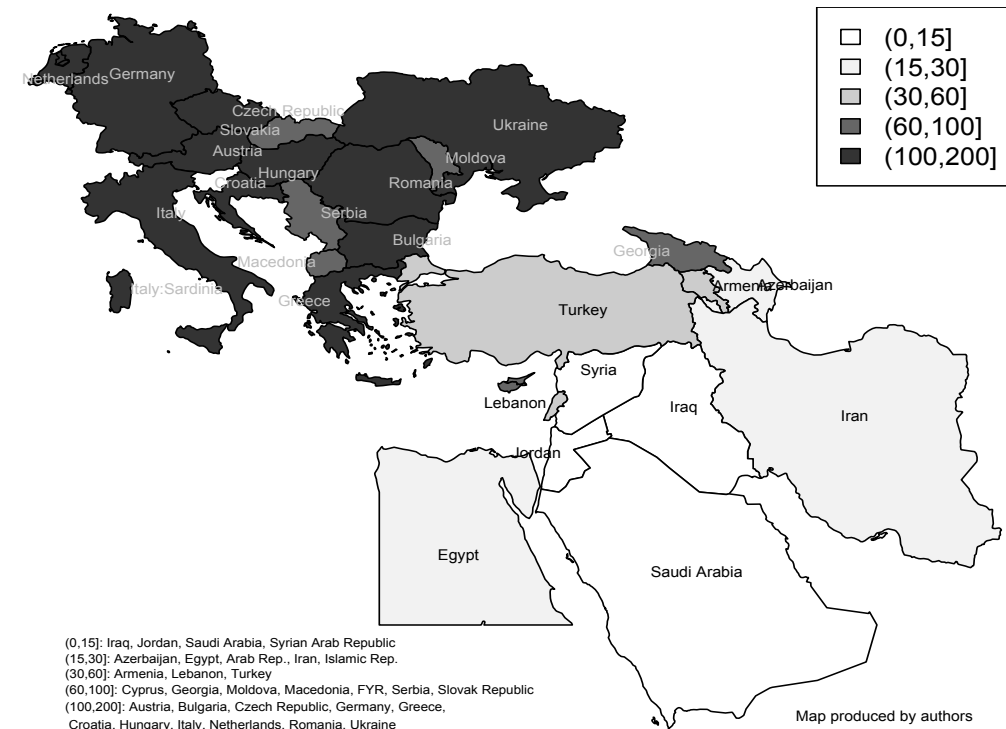 (0,15]
(15,30]
(30,60]
(60,100]
(100,200]
Netherlands
Germany
Czech Republic
Slovakia
Ukraine
Austria
Moldova
Hungary
Croatia
Romania
Italy
Serbia
Bulgaria
Georgia
Macedonia
Armenia
Azerbaijan
Italy:Sardinia
Greece
Turkey
Syria
Lebanon
Iraq
Iran
Jordan
Egypt
Saudi Arabia
(0,15]: Iraq, Jordan, Saudi Arabia, Syrian Arab Republic
(15,30]: Azerbaijan, Egypt, Arab Rep., Iran, Islamic Rep.
(30,60]: Armenia, Lebanon, Turkey
(60,100]: Cyprus, Georgia, Moldova, Macedonia, FYR, Serbia, Slovak Republic
(100,200]: Austria, Bulgaria, Czech Republic, Germany, Greece,
Croatia, Hungary, Italy, Netherlands, Romania, Ukraine
Map produced by authors